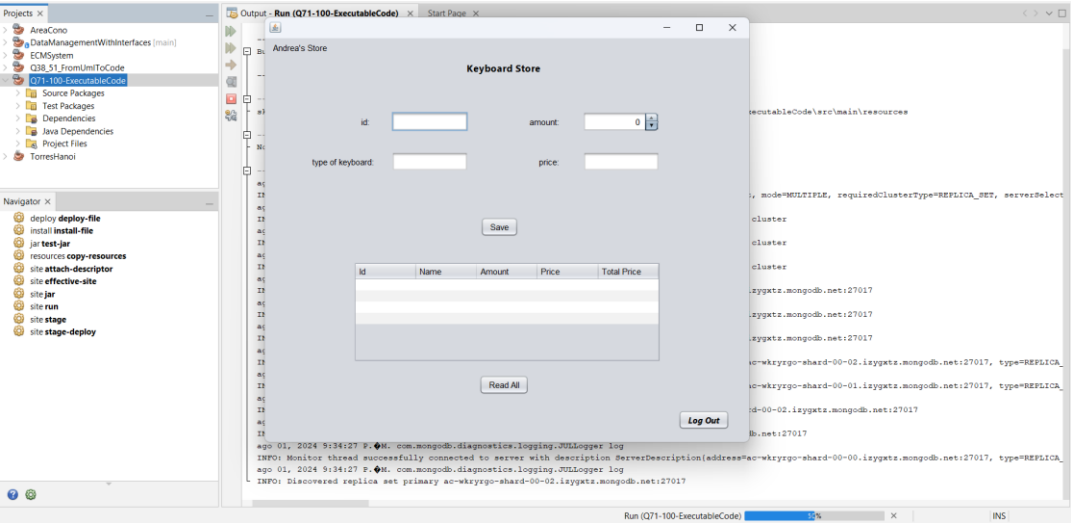 Projects ×
AreaCono
DataManagementWithInterfaces [main]
ECMSystem
Q38_51_FromUmlToCode
Q71-100-ExecutableCode
Source Packages
Test Packages
Dependencies
Java Dependencies
Project Files
TorresHanoi
Navigator ×
deploy deploy-file
install install-file
jar test-jar
resources copy-resources
site attach-descriptor
site effective-site
site jar
site run
site stage
site stage-deploy
Output - Run (Q71-100-ExecutableCode) × Start Page ×
Andrea's Store
Keyboard Store
id: amount: 0
type of keyboard: price:
Save
Id Name Amount Price Total Price
Read All
Log Out
ecutableCode\src\main\resources
, mode=MULTIPLE, requiredClusterType=REPLICA_SET, serverSelect
cluster
cluster
cluster
izygxtz.mongodb.net:27017
izygxtz.mongodb.net:27017
izygxtz.mongodb.net:27017
ac-wkryrgo-shard-00-02.izygxtz.mongodb.net:27017, type=REPLICA_
ac-wkryrgo-shard-00-01.izygxtz.mongodb.net:27017, type=REPLICA_
d-00-02.izygxtz.mongodb.net:27017
b.net:27017
ago 01, 2024 9:34:27 P.�M. com.mongodb.diagnostics.logging.JULLogger log
INFO: Monitor thread successfully connected to server with description ServerDescription{address=ac-wkryrgo-shard-00-00.izygxtz.mongodb.net:27017, type=REPLICA_
ago 01, 2024 9:34:27 P.�M. com.mongodb.diagnostics.logging.JULLogger log
INFO: Discovered replica set primary ac-wkryrgo-shard-00-02.izygxtz.mongodb.net:27017
Run (Q71-100-ExecutableCode) × INS